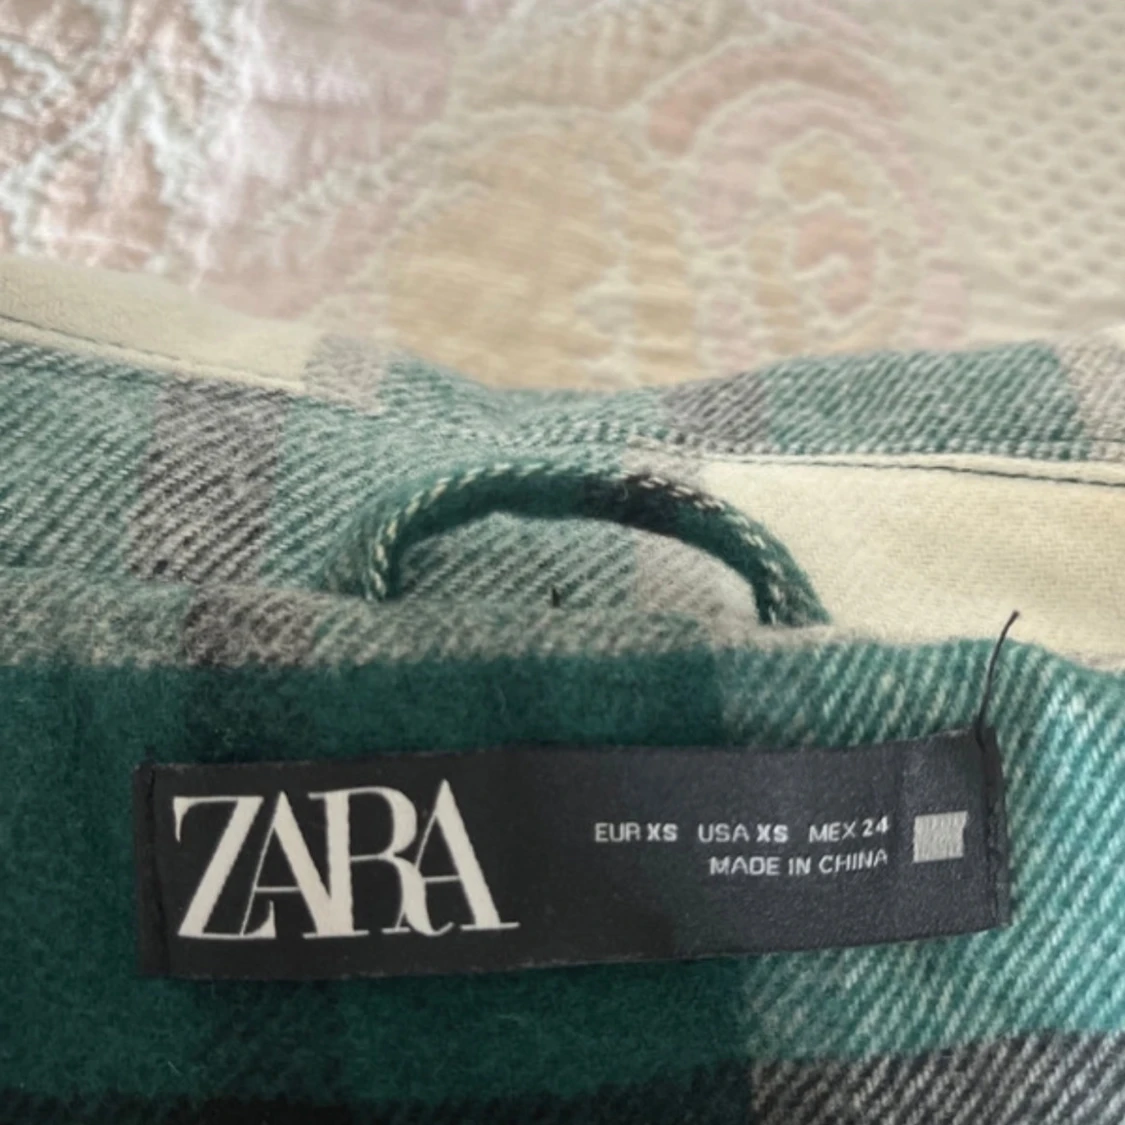 ZARA
EUR XS USA XS MEX 24
MADE IN CHINA